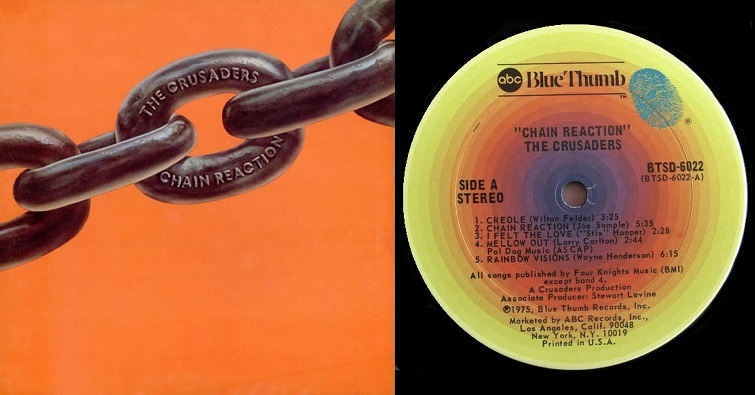 THE CRUSADERS
CHAIN REACTION
abc Blue Thumb
TM
®
"CHAIN REACTION"
THE CRUSADERS
BTSD-6022
(BTSD-6022-A)
SIDE A
STEREO
1. CREOLE (Wilton Felder) 3:25
2. CHAIN REACTION (Joe Sample) 5:35
3. I FELT THE LOVE ("Stix" Hooper) 2:28
4. MELLOW OUT (Larry Carlton) 2:44
Pal Dog Music (ASCAP)
5. RAINBOW VISIONS (Wayne Henderson) 6:15
All songs published by Four Knights Music (BMI)
except band 4.
A Crusaders Production
Associate Producer: Stewart Levine
℗1975, Blue Thumb Records, Inc.
Marketed by ABC Records, Inc.,
Los Angeles, Calif. 90048
New York, N.Y. 10019
Printed in U.S.A.